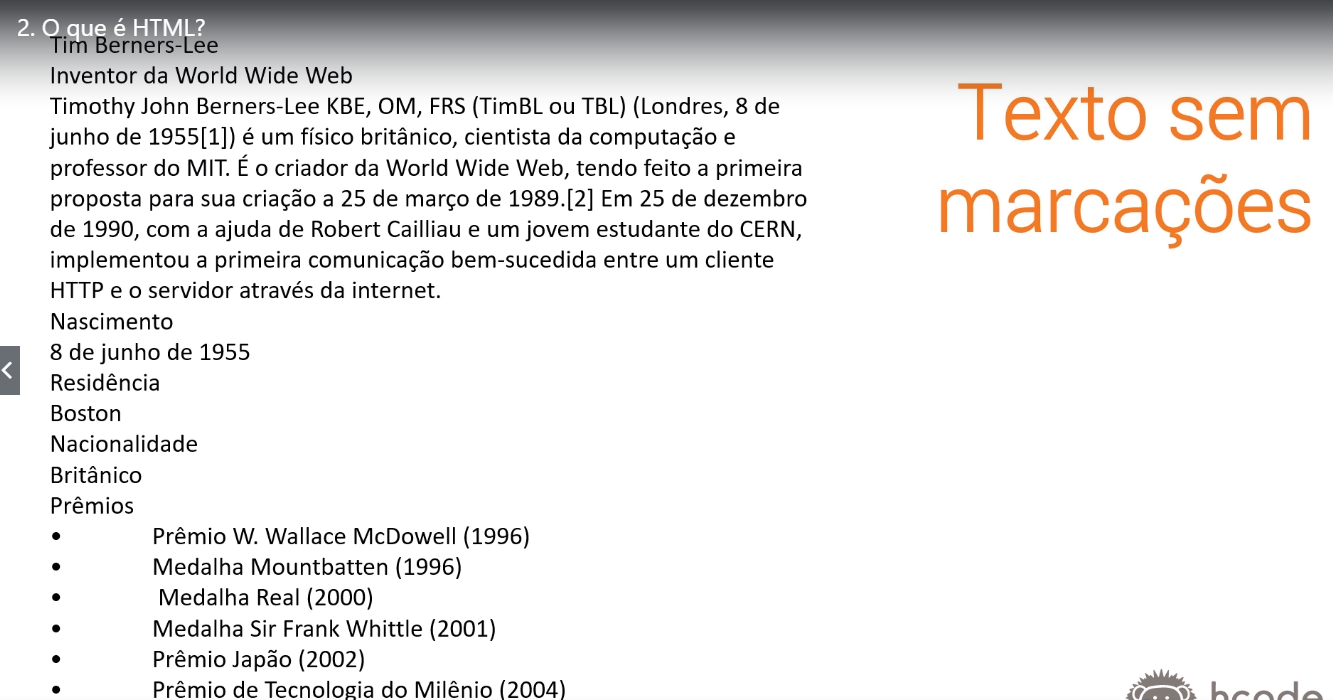 2. O que é HTML?
Tim Berners-Lee
Inventor da World Wide Web
Timothy John Berners-Lee KBE, OM, FRS (TimBL ou TBL) (Londres, 8 de
junho de 1955[1]) é um físico britânico, cientista da computação e
professor do MIT. É o criador da World Wide Web, tendo feito a primeira
proposta para sua criação a 25 de março de 1989.[2] Em 25 de dezembro
de 1990, com a ajuda de Robert Cailliau e um jovem estudante do CERN,
implementou a primeira comunicação bem-sucedida entre um cliente
HTTP e o servidor através da internet.
Nascimento
8 de junho de 1955
Residência
Boston
Nacionalidade
Britânico
Prêmios
• Prêmio W. Wallace McDowell (1996)
• Medalha Mountbatten (1996)
• Medalha Real (2000)
• Medalha Sir Frank Whittle (2001)
• Prêmio Japão (2002)
• Prêmio de Tecnologia do Milênio (2004)
Texto sem
marcações
hcode